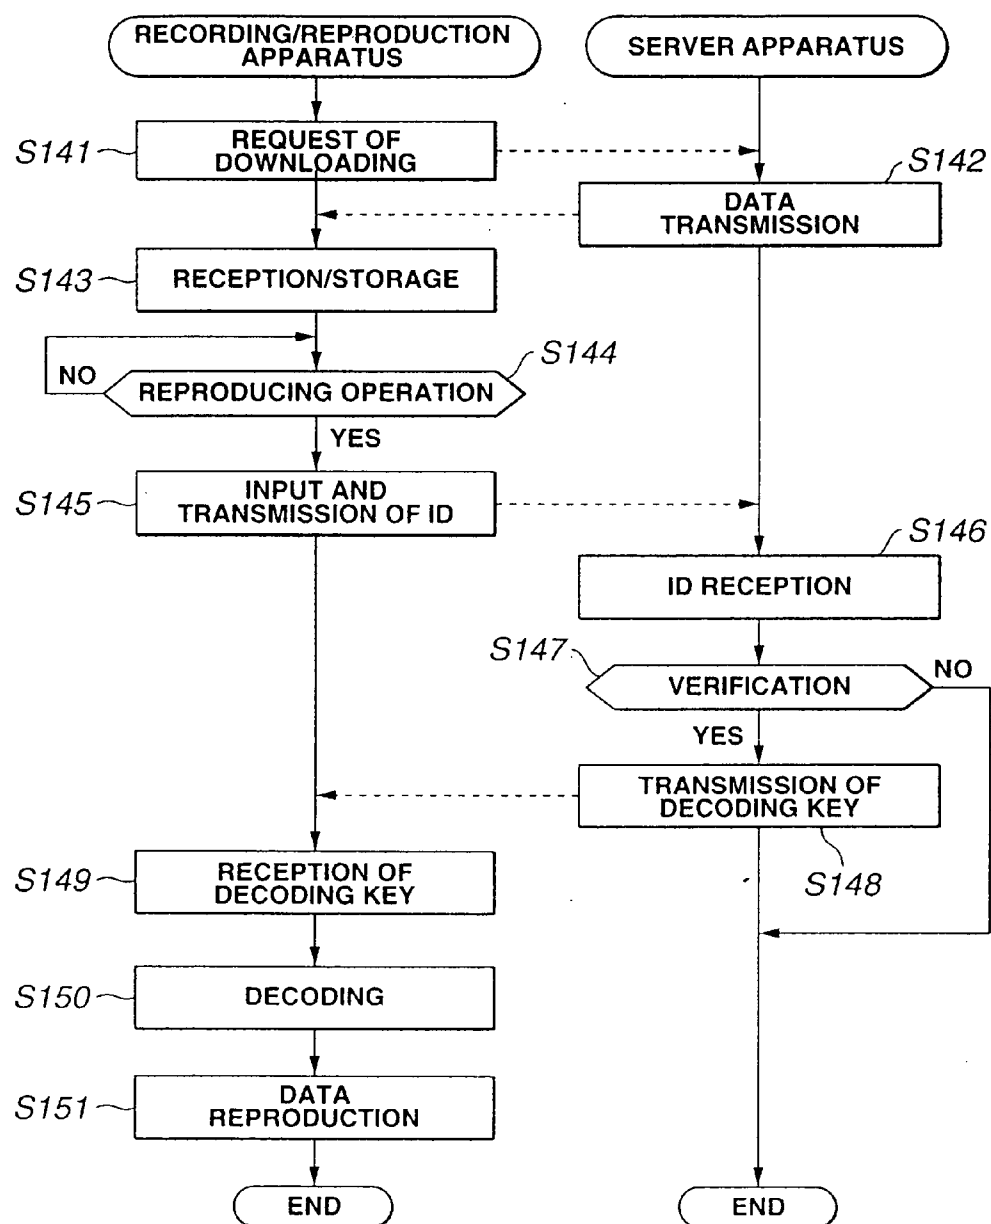 RECORDING/REPRODUCTION
APPARATUS
SERVER APPARATUS
S141
REQUEST OF
DOWNLOADING
S142
DATA
TRANSMISSION
S143
RECEPTION/STORAGE
S144
NO
REPRODUCING OPERATION
YES
S145
INPUT AND
TRANSMISSION OF ID
S146
ID RECEPTION
S147
VERIFICATION
NO
YES
TRANSMISSION OF
DECODING KEY
S148
S149
RECEPTION OF
DECODING KEY
S150
DECODING
S151
DATA
REPRODUCTION
END
END